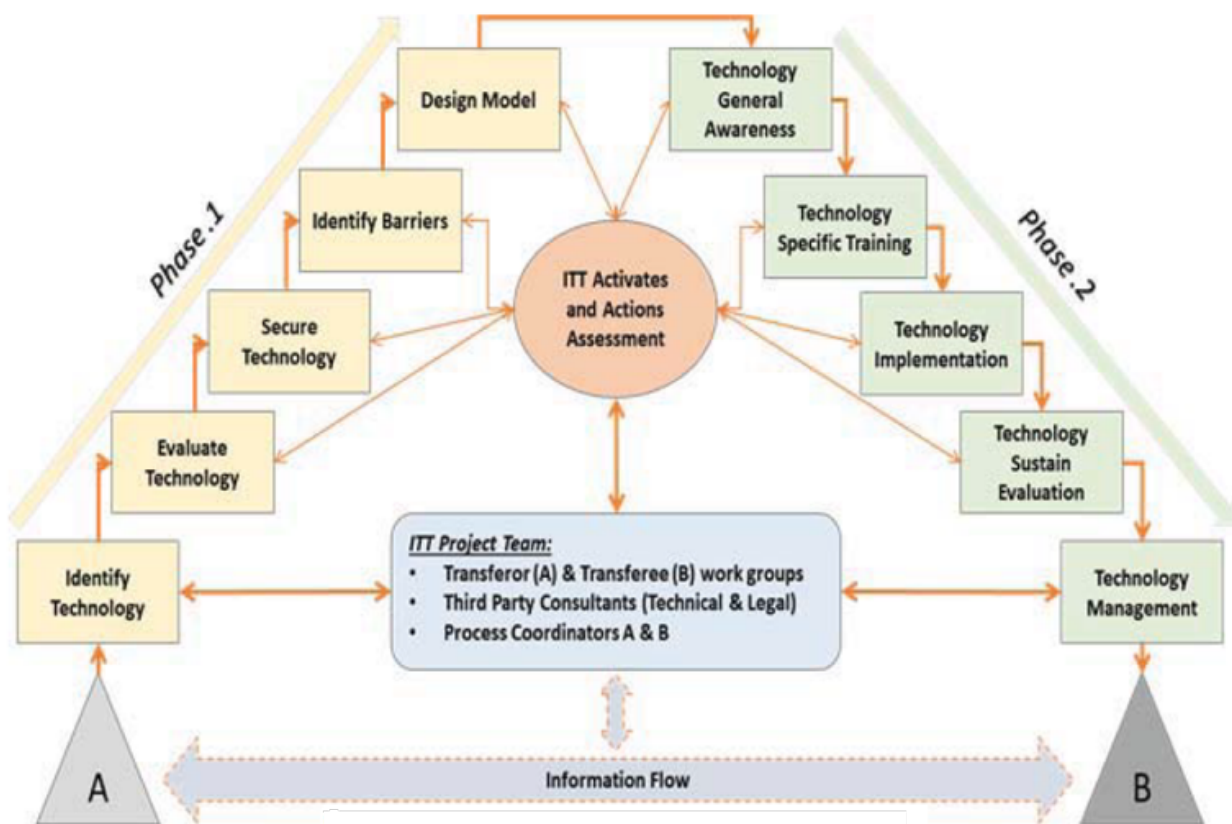 Design Model
Technology
General
Awareness
Phase .1
Identify Barriers
Technology
Specific Training
Phase .2
ITT Activates
and Actions
Assessment
Secure
Technology
Technology
Implementation
Evaluate
Technology
Technology
Sustain
Evaluation
Identify
Technology
ITT Project Team:
• Transferor (A) & Transferee (B) work groups
• Third Party Consultants (Technical & Legal)
• Process Coordinators A & B
Technology
Management
A
Information Flow
B